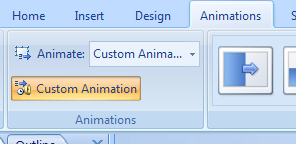 Home Insert Design Animations S
Animate: Custom Anima...
Custom Animation
Animations
Outline